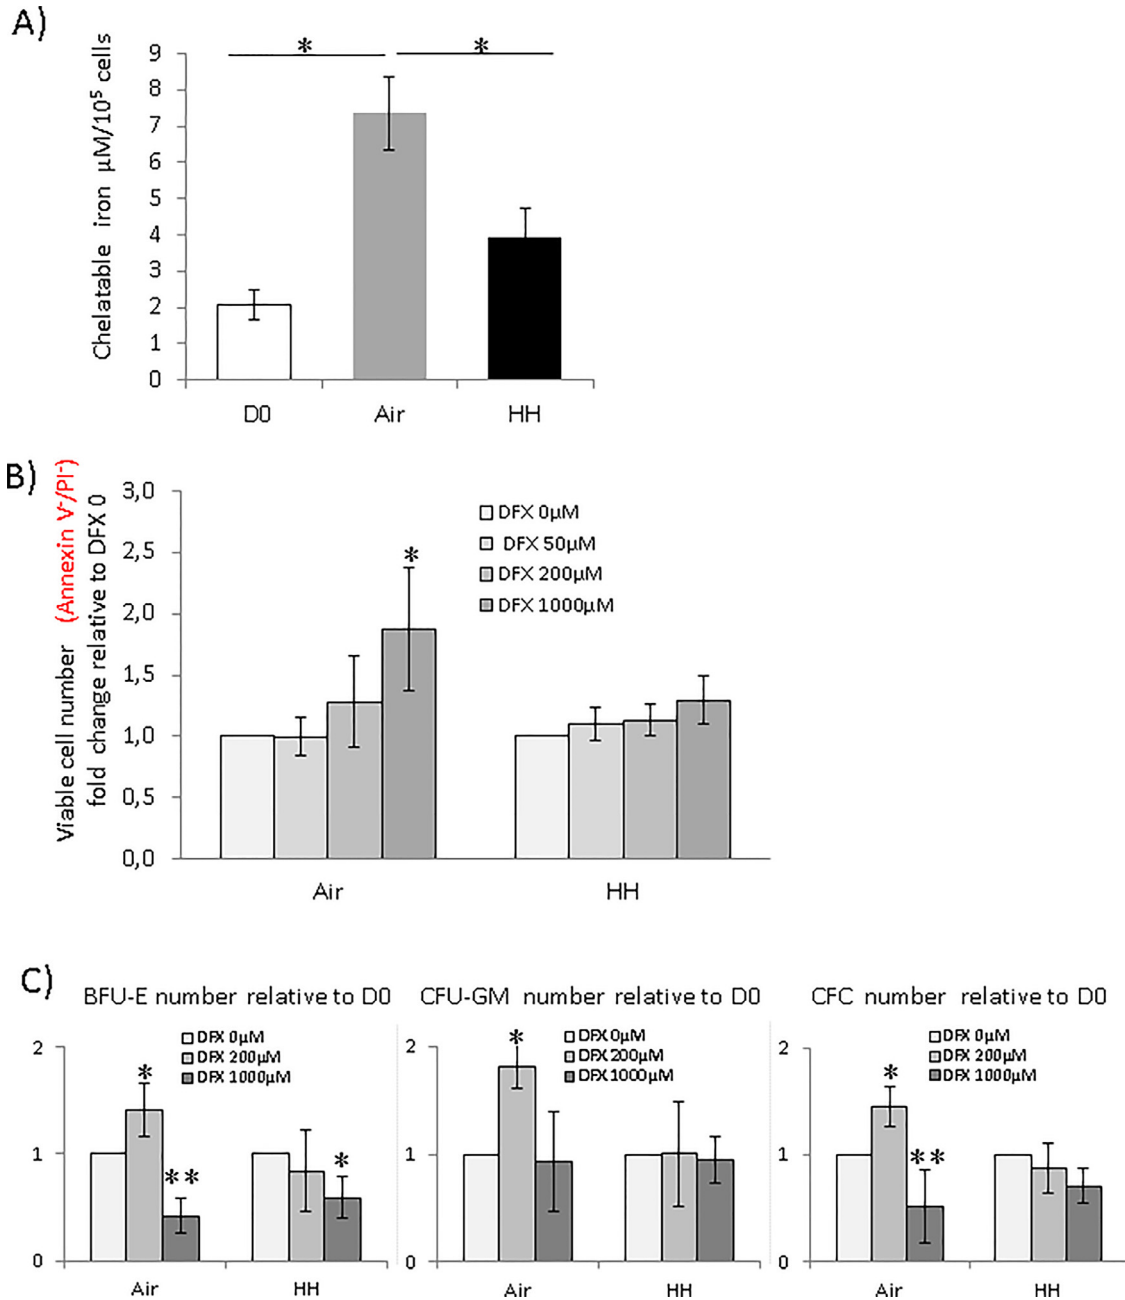 A)
Chelatable iron µM/10⁵ cells
9
8
7
6
5
4
3
2
1
0
*
*
D0 Air HH
B)
Viable cell number (Annexin V⁻/PI⁻)
fold change relative to DFX 0
3,0
2,5
2,0
1,5
1,0
0,5
0,0
DFX 0µM
DFX 50µM
DFX 200µM
DFX 1000µM
*
Air HH
C)
BFU-E number relative to D0
DFX 0µM
DFX 200µM
DFX 1000µM
2
1
0
*
**
*
Air HH
CFU-GM number relative to D0
DFX 0µM
DFX 200µM
DFX 1000µM
2
1
0
*
Air HH
CFC number relative to D0
DFX 0µM
DFX 200µM
DFX 1000µM
2
1
0
*
**
Air HH